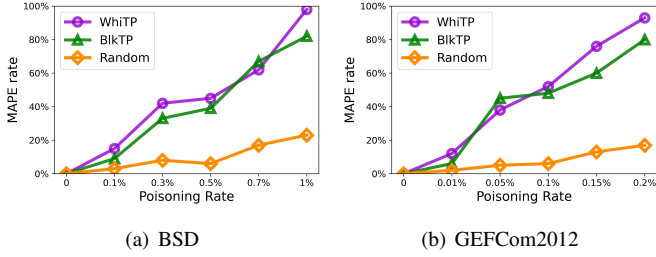 100%
80%
60%
40%
20%
0%
MAPE rate
WhiTP
BlkTP
Random
0
0.1%
0.3%
0.5%
0.7%
1%
Poisoning Rate
(a) BSD
100%
80%
60%
40%
20%
0%
MAPE rate
WhiTP
BlkTP
Random
0
0.01%
0.05%
0.1%
0.15%
0.2%
Poisoning Rate
(b) GEFCom2012